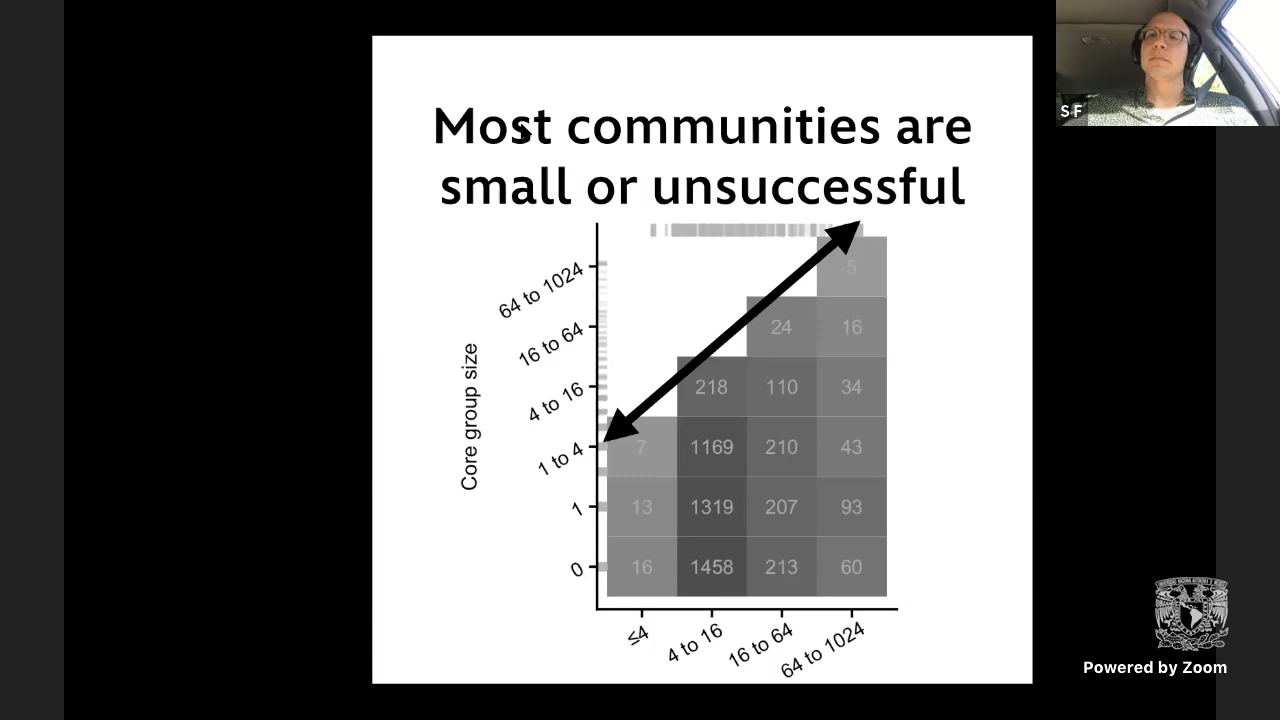 Most communities are
small or unsuccessful
S F
5
64 to 1024
24 16
16 to 64
218 110 34
4 to 16
7 1169 210 43
1 to 4
13 1319 207 93
1
16 1458 213 60
0
Core group size
≤4
4 to 16
16 to 64
64 to 1024
Powered by Zoom